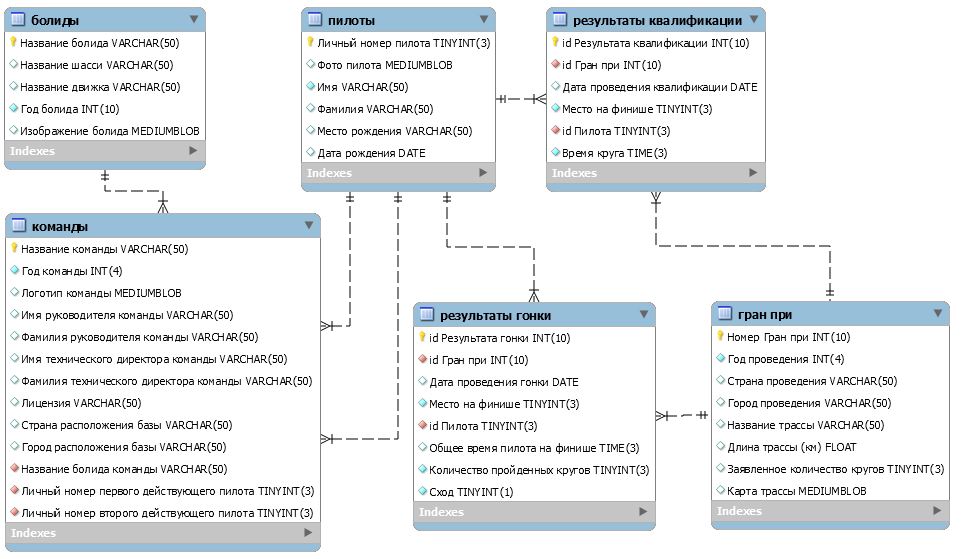 болиды
Название болида VARCHAR(50)
Название шасси VARCHAR(50)
Название движка VARCHAR(50)
Год болида INT(10)
Изображение болида MEDIUMBLOB
Indexes
пилоты
Личный номер пилота TINYINT(3)
Фото пилота MEDIUMBLOB
Имя VARCHAR(50)
Фамилия VARCHAR(50)
Место рождения VARCHAR(50)
Дата рождения DATE
Indexes
результаты квалификации
id Результата квалификации INT(10)
id Гран при INT(10)
Дата проведения квалификации DATE
Место на финише TINYINT(3)
id Пилота TINYINT(3)
Время круга TIME(3)
Indexes
команды
Название команды VARCHAR(50)
Год команды INT(4)
Логотип команды MEDIUMBLOB
Имя руководителя команды VARCHAR(50)
Фамилия руководителя команды VARCHAR(50)
Имя технического директора команды VARCHAR(50)
Фамилия технического директора команды VARCHAR(50)
Лицензия VARCHAR(50)
Страна расположения базы VARCHAR(50)
Город расположения базы VARCHAR(50)
Название болида команды VARCHAR(50)
Личный номер первого действующего пилота TINYINT(3)
Личный номер второго действующего пилота TINYINT(3)
Indexes
результаты гонки
id Результата гонки INT(10)
id Гран при INT(10)
Дата проведения гонки DATE
Место на финише TINYINT(3)
id Пилота TINYINT(3)
Общее время пилота на финише TIME(3)
Количество пройденных кругов TINYINT(3)
Сход TINYINT(1)
Indexes
гран при
Номер Гран при INT(10)
Год проведения INT(4)
Страна проведения VARCHAR(50)
Город проведения VARCHAR(50)
Название трассы VARCHAR(50)
Длина трассы (км) FLOAT
Заявленное количество кругов TINYINT(3)
Карта трассы MEDIUMBLOB
Indexes